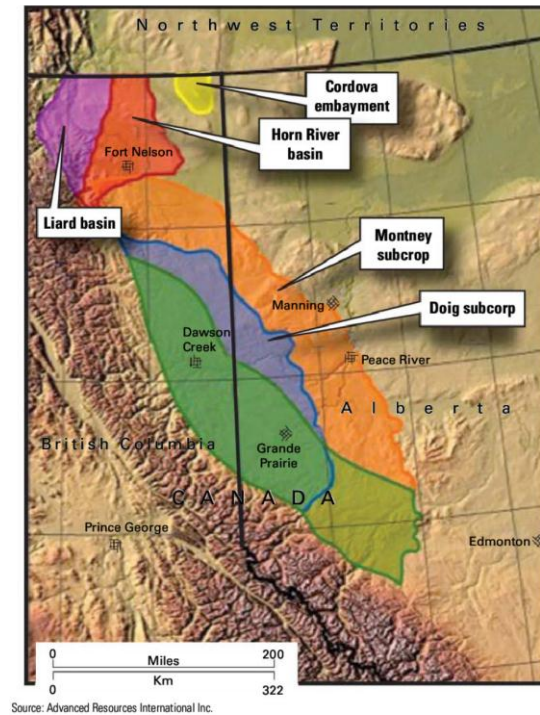 Northwest Territories
Cordova
embayment
Horn River
basin
Fort Nelson
Liard basin
Montney
subcrop
Manning
Doig subcorp
Dawson
Creek
Peace River
Alberta
British Columbia
Grande
Prairie
CANADA
Prince George
Edmonton
0 200
Miles
Km
0 322
Source: Advanced Resources International Inc.